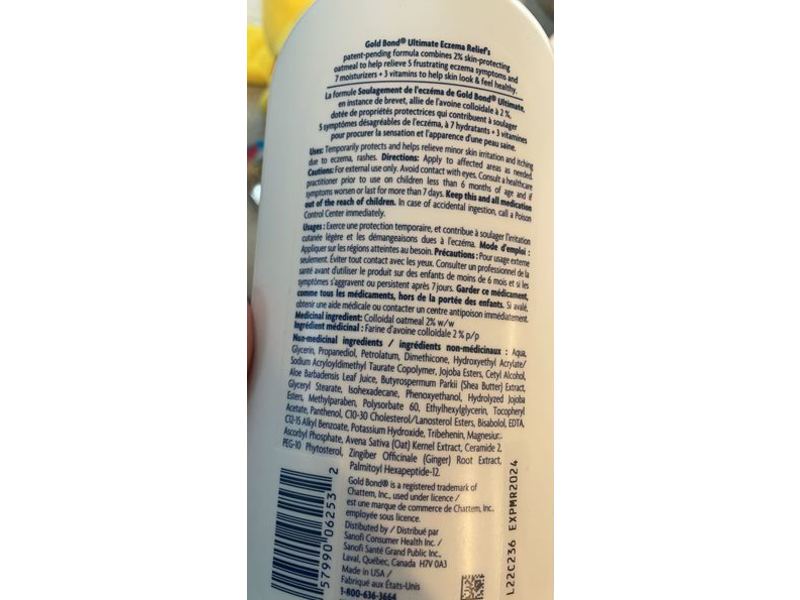 Gold Bond® Ultimate Eczema Relief's
patent-pending formula combines 2% skin-protecting
oatmeal to help relieve 5 frustrating eczema symptoms and
7 moisturizers + 3 vitamins to help skin look & feel healthy.
La formule Soulagement de l'eczéma de Gold Bond® Ultimate,
en instance de brevet, allie de l'avoine colloïdale à 2 %,
dotée de propriétés protectrices qui contribuent à soulager
5 symptômes désagréables de l'eczéma, à 7 hydratants + 3 vitamines
pour procurer la sensation et l'apparence d'une peau saine.
Uses: Temporarily protects and helps relieve minor skin irritation and itching
due to eczema, rashes. Directions: Apply to affected areas as needed.
Cautions: For external use only. Avoid contact with eyes. Consult a healthcare
practitioner prior to use on children less than 6 months of age and if
symptoms worsen or last for more than 7 days. Keep this and all medication
out of the reach of children. In case of accidental ingestion, call a Poison
Control Center immediately.
Usages : Exerce une protection temporaire, et contribue à soulager l'irritation
cutanée légère et les démangeaisons dues à l'eczéma. Mode d'emploi :
Appliquer sur les régions atteintes au besoin. Précautions : Pour usage externe
seulement. Éviter tout contact avec les yeux. Consulter un professionnel de la
santé avant d'utiliser le produit sur des enfants de moins de 6 mois et si les
symptômes s'aggravent ou persistent après 7 jours. Garder ce médicament,
comme tous les médicaments, hors de la portée des enfants. Si avalé,
obtenir une aide médicale ou contacter un centre antipoison immédiatement.
Medicinal ingredient: Colloidal oatmeal 2% w/w
Ingrédient médicinal : Farine d'avoine colloïdale 2 % p/p
Non-medicinal ingredients / ingrédients non-médicinaux : Aqua,
Glycerin, Propanediol, Petrolatum, Dimethicone, Hydroxyethyl Acrylate/
Sodium Acryloyldimethyl Taurate Copolymer, Jojoba Esters, Cetyl Alcohol,
Aloe Barbadensis Leaf Juice, Butyrospermum Parkii (Shea Butter) Extract,
Glyceryl Stearate, Isohexadecane, Phenoxyethanol, Hydrolyzed Jojoba
Esters, Methylparaben, Polysorbate 60, Ethylhexylglycerin, Tocopheryl
Acetate, Panthenol, C10-30 Cholesterol/Lanosterol Esters, Bisabolol, EDTA,
C12-15 Alkyl Benzoate, Potassium Hydroxide, Tribehenin, Magnesium
Ascorbyl Phosphate, Avena Sativa (Oat) Kernel Extract, Ceramide 2,
PEG-10 Phytosterol, Zingiber Officinale (Ginger) Root Extract,
Palmitoyl Hexapeptide-12.
Gold Bond® is a registered trademark of
Chattem, Inc., used under licence /
est une marque de commerce de Chattem, Inc.,
employée sous licence.
Distributed by / Distribué par
Sanofi Consumer Health Inc. /
Sanofi Santé Grand Public Inc.,
Laval, Québec, Canada H7V 0A3
Made in USA /
Fabriqué aux États-Unis
1-800-636-3664
57990 06253 2
L22C236 EXPMR2024